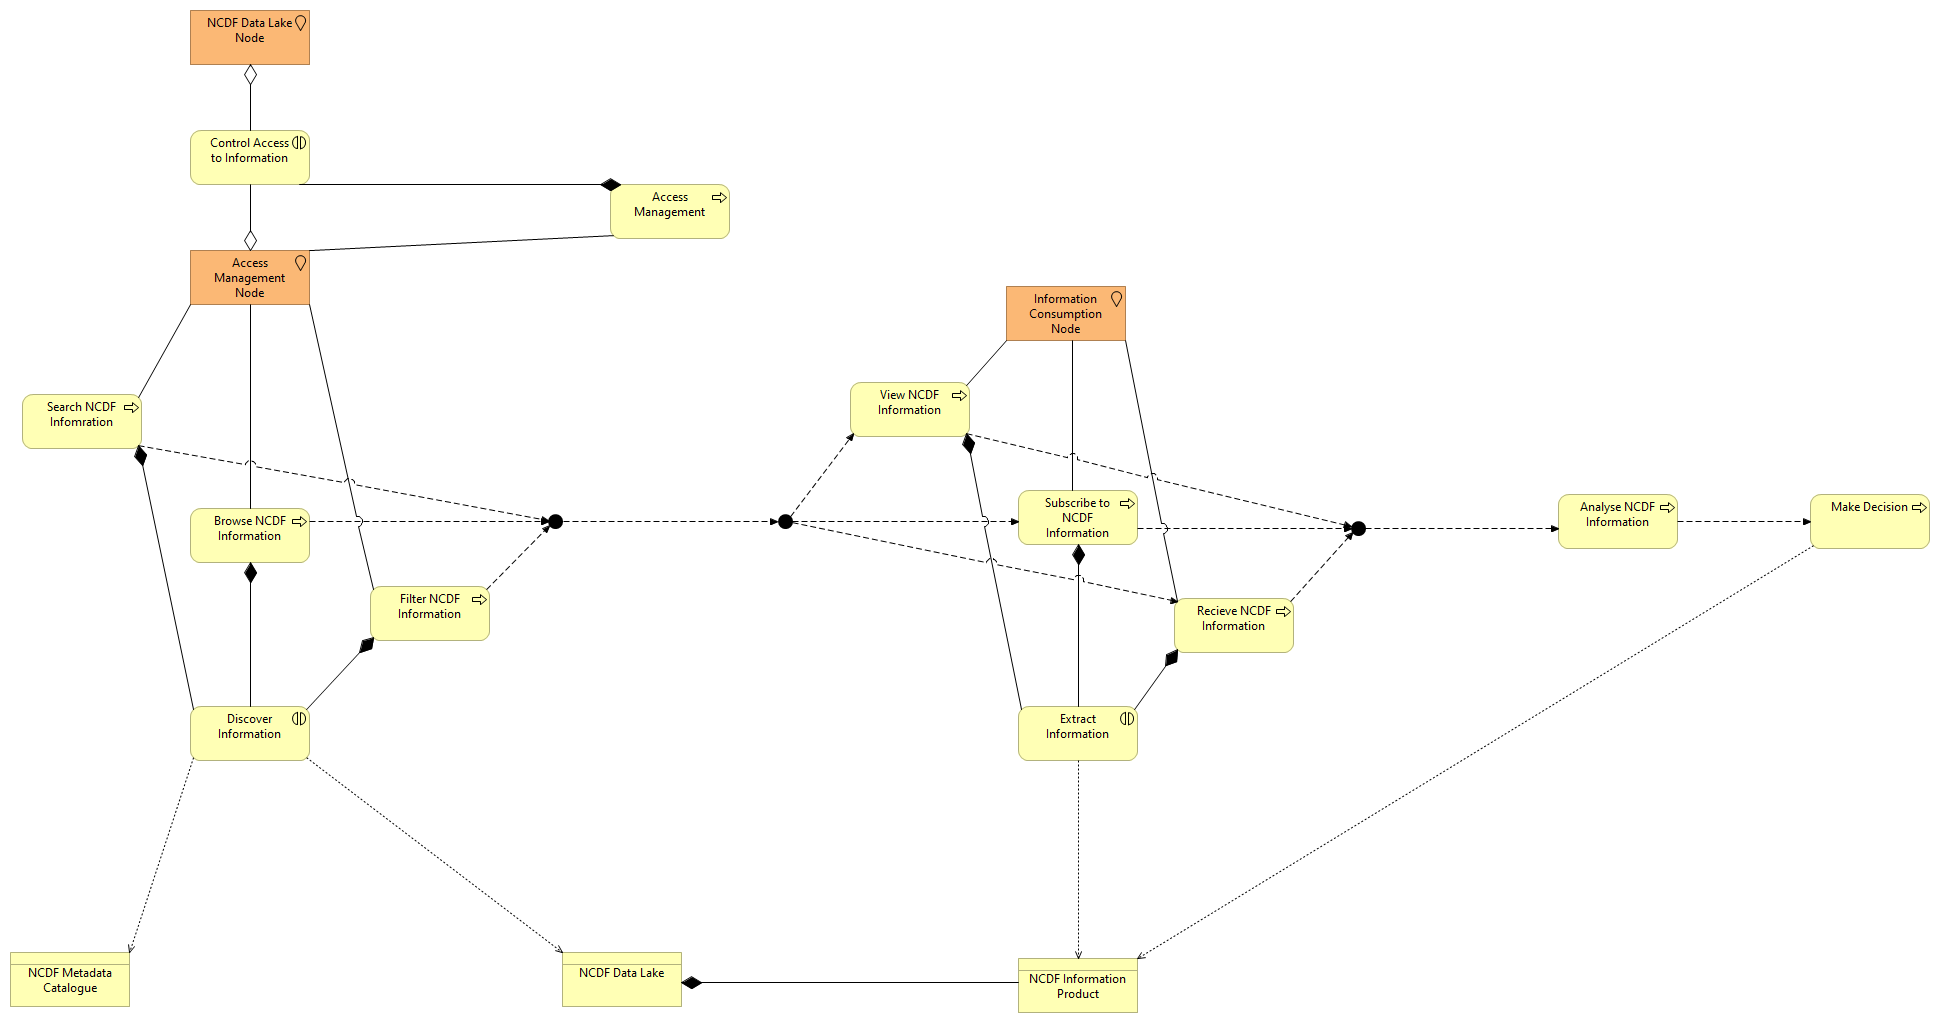 NCDF Data Lake
Node
Control Access
to Information
Access
Management
Access
Management
Node
Information
Consumption
Node
View NCDF
Information
Search NCDF
Infomration
Subscribe to
NCDF
Information
Analyse NCDF
Information
Make Decision
Browse NCDF
Information
Filter NCDF
Information
Recieve NCDF
Information
Discover
Information
Extract
Information
NCDF Metadata
Catalogue
NCDF Data Lake
NCDF Information
Product